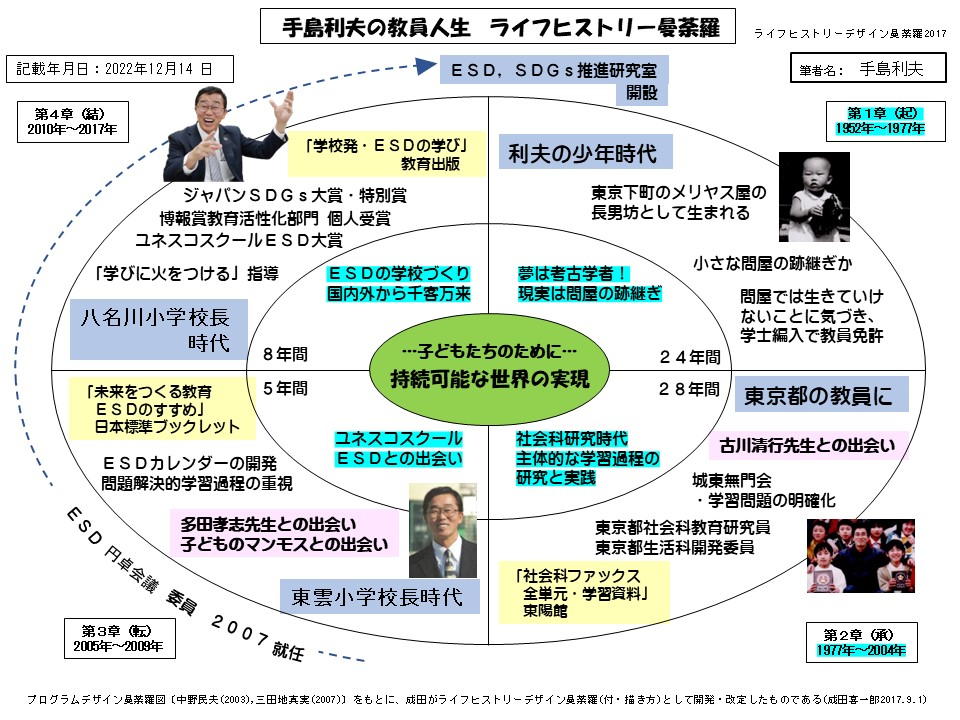 手島利夫の教員人生　ライフヒストリー曼荼羅
ライフヒストリーデザイン曼荼羅2017
記載年月日：2022年12月14 日
ＥＳＤ，ＳＤＧｓ推進研究室
開設
筆者名：　手島利夫
第４章（結）
2010年～2017年
第１章（起）
1952年～1977年
「学校発・ＥＳＤの学び」
教育出版
利夫の少年時代
ジャパンＳＤＧｓ大賞・特別賞
博報賞教育活性化部門 個人受賞
ユネスコスクールＥＳＤ大賞
東京下町のメリヤス屋の
長男坊として生まれる
「学びに火をつける」指導
小さな問屋の跡継ぎか
ＥＳＤの学校づくり
国内外から千客万来
夢は考古学者！
現実は問屋の跡継ぎ
問屋では生きていけ
ないことに気づき、
学士編入で教員免許
八名川小学校長
時代
８年間
…子どもたちのために…
持続可能な世界の実現
２４年間
５年間
２８年間
「未来をつくる教育
ＥＳＤのすすめ」
日本標準ブックレット
東京都の教員に
ユネスコスクール
ＥＳＤとの出会い
社会科研究時代
主体的な学習過程の
研究と実践
古川清行先生との出会い
ＥＳＤカレンダーの開発
問題解決的学習過程の重視
城東無門会
・学習問題の明確化
多田孝志先生との出会い
子どものマンモスとの出会い
東京都社会科教育研究員
東京都生活科開発委員
東雲小学校長時代
「社会科ファックス
全単元・学習資料」
東陽館
ＥＳＤ 円卓会議 委員 ２００７ 就任
第３章（転）
2005年～2009年
第２章（承）
1977年～2004年
プログラムデザイン曼荼羅図〔中野民夫(2003),三田地真実(2007)〕をもとに、成田がライフヒストリーデザイン曼荼羅(付・描き方)として開発・改定したものである(成田喜一郎2017.9.1)